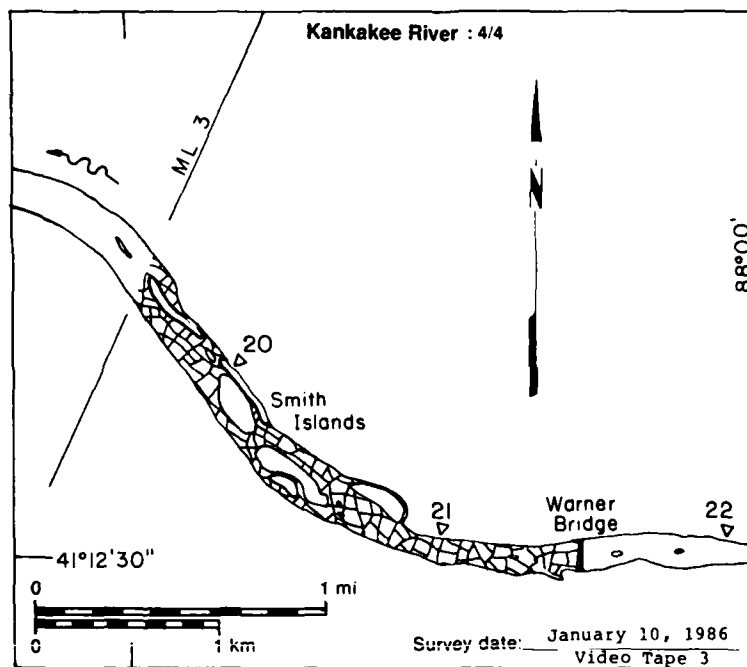 Kankakee River : 4/4
ML 3
N
88°00'
20
Smith
Islands
21
Warner
Bridge
22
41°12'30"
0 1 mi
0 1 km
Survey date: January 10, 1986
Video Tape 3